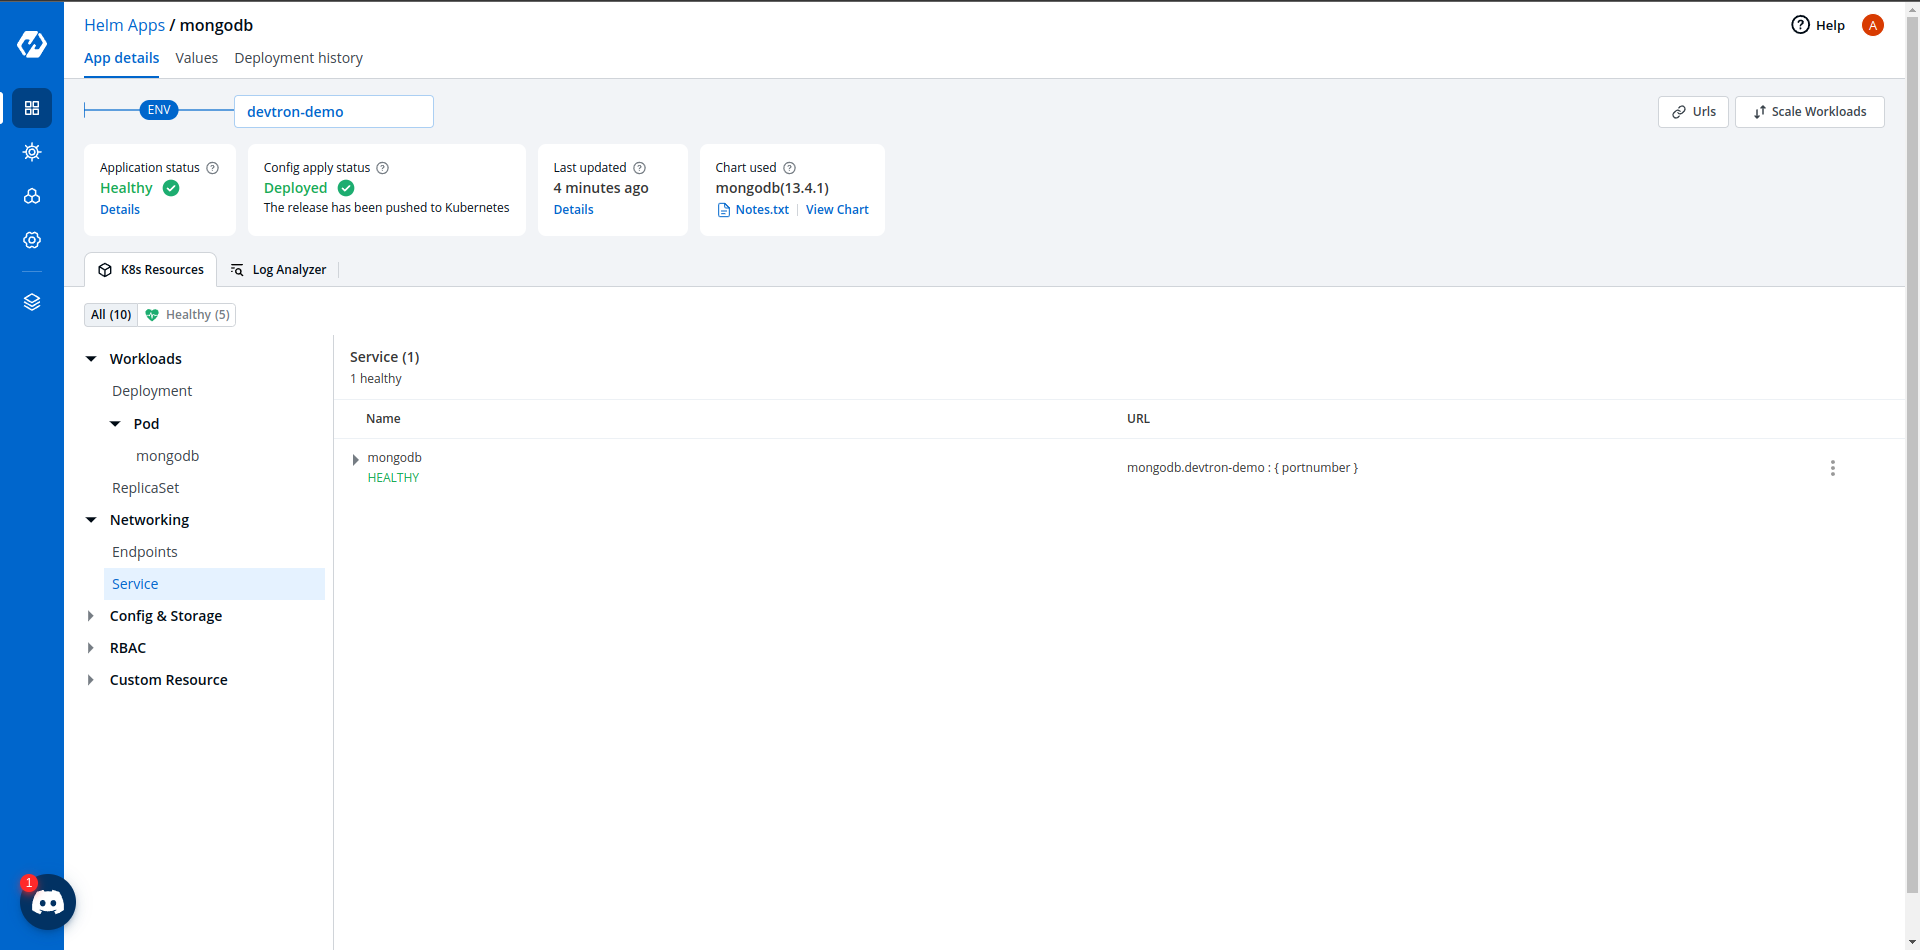 Helm Apps / mongodb
Help
A
App details
Values
Deployment history
ENV
devtron-demo
Urls
Scale Workloads
Application status
Healthy
Details
Config apply status
Deployed
The release has been pushed to Kubernetes
Last updated
4 minutes ago
Details
Chart used
mongodb(13.4.1)
Notes.txt
View Chart
K8s Resources
Log Analyzer
All (10)
Healthy (5)
Workloads
Deployment
Pod
mongodb
ReplicaSet
Networking
Endpoints
Service
Config & Storage
RBAC
Custom Resource
Service (1)
1 healthy
Name
URL
mongodb
HEALTHY
mongodb.devtron-demo : { portnumber }
1